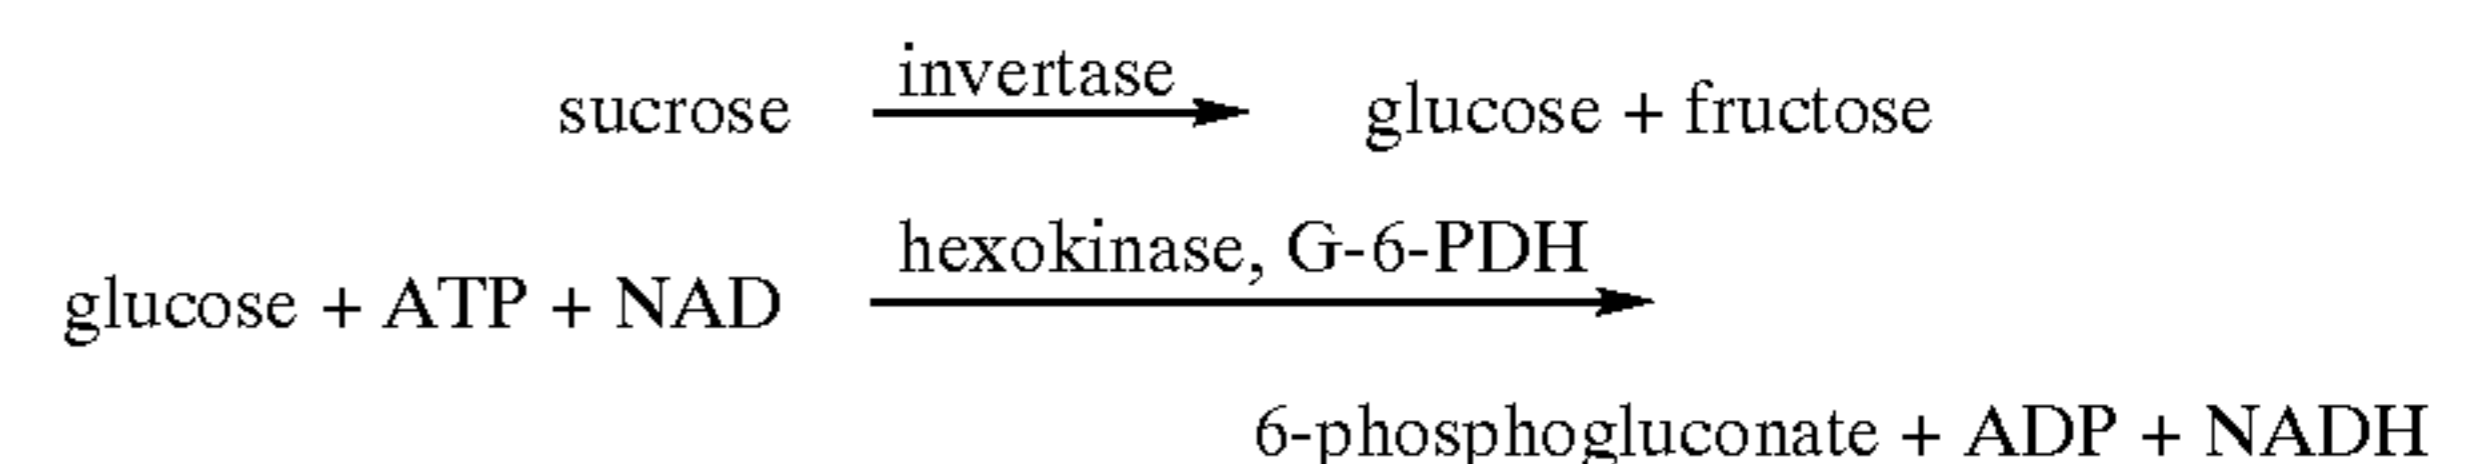 invertase
sucrose glucose + fructose
hexokinase, G-6-PDH
glucose + ATP + NAD
6-phosphogluconate + ADP + NADH